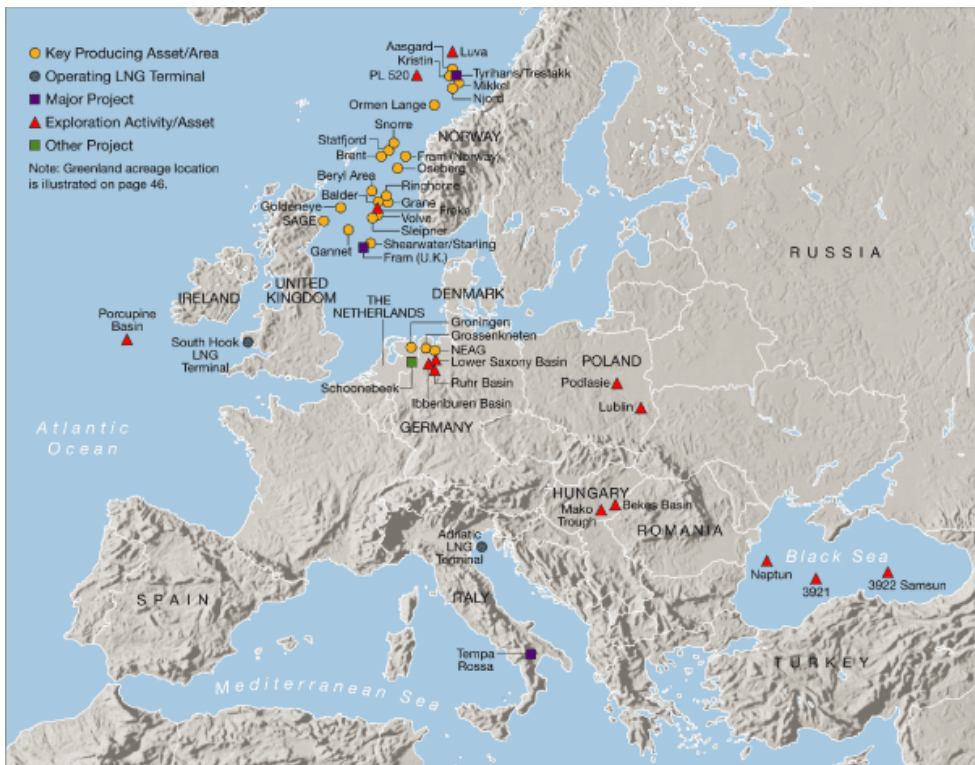 Key Producing Asset/Area
Operating LNG Terminal
Major Project
Exploration Activity/Asset
Other Project
Note: Greenland acreage location
is illustrated on page 46.
Aasgard
Kristin
Luva
PL 520
Tyrihans/Trestakk
Mikkel
Njord
Ormen Lange
NORWAY
Snorre
Statfjord
Brent
Fram (Norway)
Oseberg
Beryl Area
Ringhorne
Balder
Grane
Goldeneye
Froke
SAGE
Volve
Sleipner
Gannet
Shearwater/Starling
Fram (U.K.)
RUSSIA
IRELAND
UNITED
KINGDOM
THE
NETHERLANDS
DENMARK
Porcupine
Basin
South Hook
LNG
Terminal
Groningen
Grossenkneten
NEAG
Lower Saxony Basin
Schoonebeek
Ruhr Basin
Ibbenburen Basin
POLAND
Podlasie
Lublin
GERMANY
Atlantic
Ocean
HUNGARY
Mako
Trough
Bekes Basin
ROMANIA
Adriatic
LNG
Terminal
Black Sea
Neptun
3921
3922 Samsun
SPAIN
ITALY
Tempa
Rossa
TURKEY
Mediterranean Sea